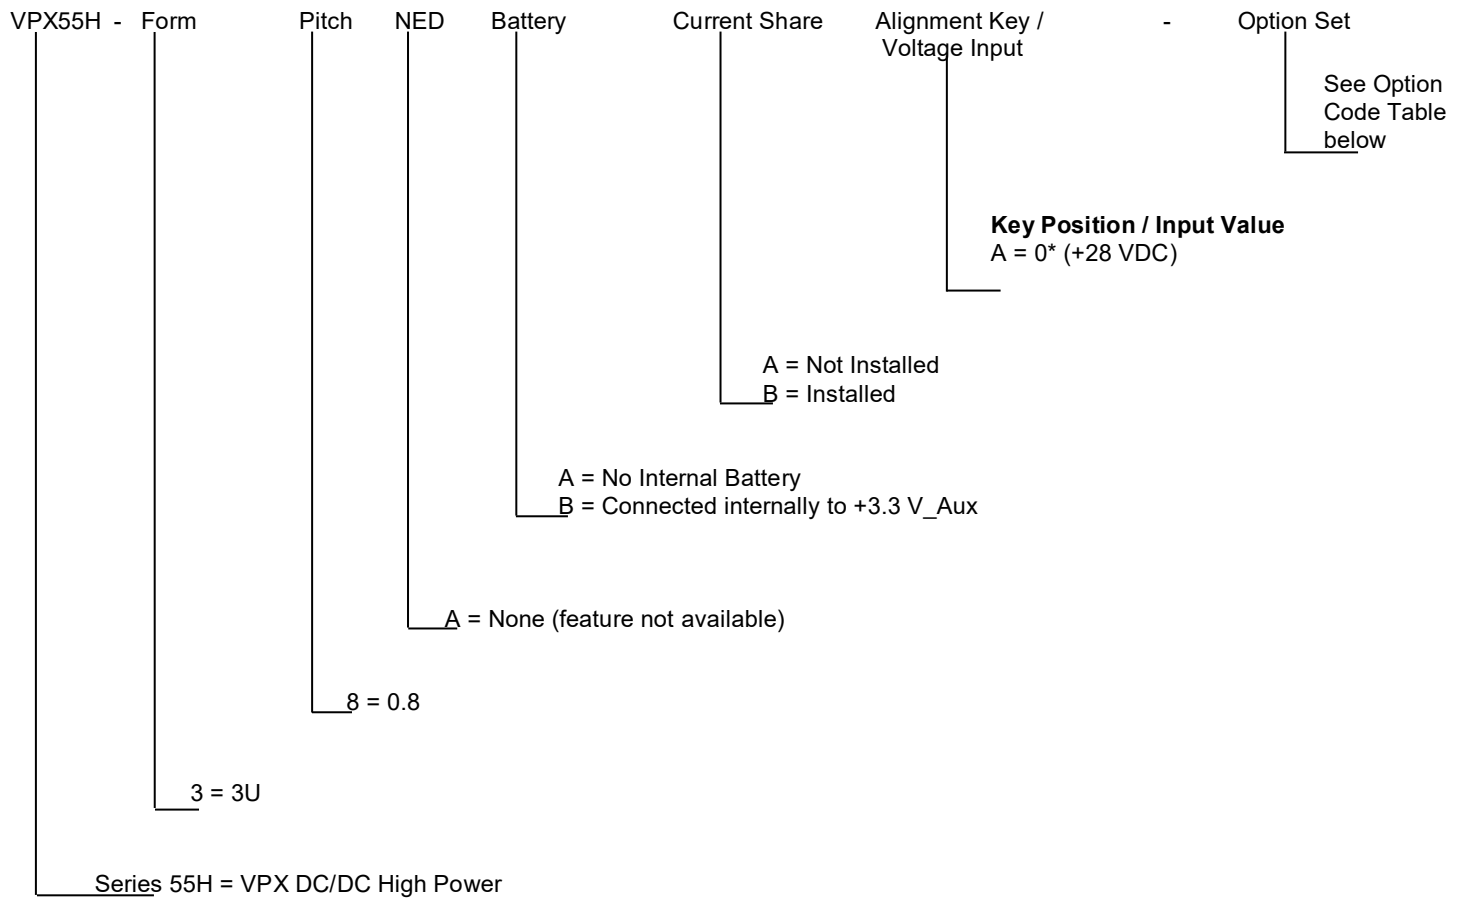 VPX55H - Form Pitch NED Battery Current Share Alignment Key / - Option Set
Voltage Input
See Option
Code Table
below
Key Position / Input Value
A = 0* (+28 VDC)
A = Not Installed
B = Installed
A = No Internal Battery
B = Connected internally to +3.3 V_Aux
A = None (feature not available)
8 = 0.8
3 = 3U
Series 55H = VPX DC/DC High Power